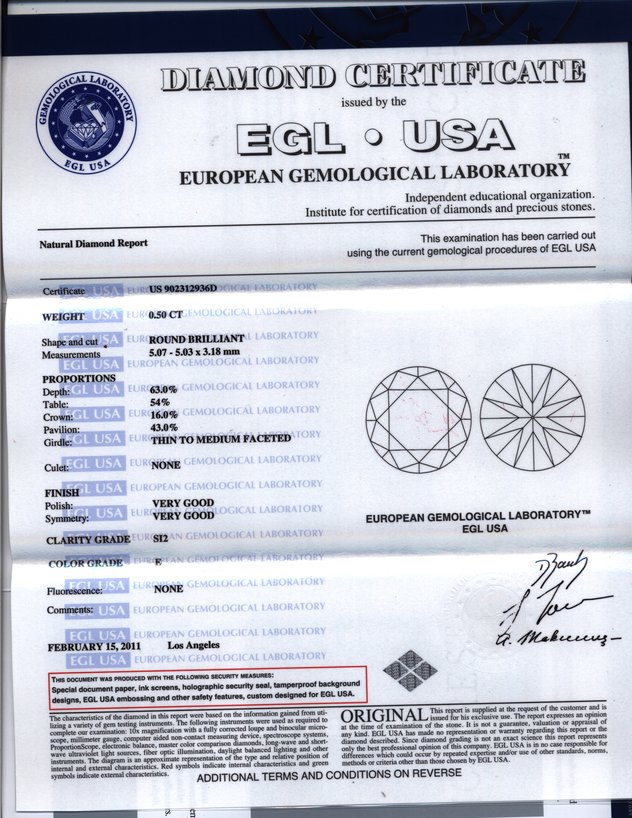 GEMOLOGICAL LABORATORY
EGL USA
DIAMOND CERTIFICATE
issued by the
EGL • USA
EUROPEAN GEMOLOGICAL LABORATORY™
Independent educational organization.
Institute for certification of diamonds and precious stones.
Natural Diamond Report
This examination has been carried out
using the current gemological procedures of EGL USA
Certificate US 902312936D
WEIGHT 0.50 CT
Shape and cut ROUND BRILLIANT
Measurements 5.07 - 5.03 x 3.18 mm
PROPORTIONS
Depth: 63.0%
Table: 54%
Crown: 16.0%
Pavilion: 43.0%
Girdle: THIN TO MEDIUM FACETED
Culet: NONE
FINISH
Polish: VERY GOOD
Symmetry: VERY GOOD
CLARITY GRADE SI2
COLOR GRADE E
Fluorescence: NONE
Comments:
FEBRUARY 15, 2011 Los Angeles
EUROPEAN GEMOLOGICAL LABORATORY™
EGL USA
THIS DOCUMENT WAS PRODUCED WITH THE FOLLOWING SECURITY MEASURES:
Special document paper, ink screens, holographic security seal, tamperproof background
designs, EGL USA embossing and other safety features, custom designed for EGL USA.
The characteristics of the diamond in this report were based on the information gained from uti-
lizing a variety of gem testing instruments. The following instruments were used as required to
complete our examination: 10x magnification with a fully corrected loupe and binocular micro-
scope, millimeter gauge, computer aided non-contact measuring device, spectroscope systems,
ProportionScope, electronic balance, master color comparison diamonds, long-wave and short-
wave ultraviolet light sources, fiber optic illumination, daylight balanced lighting and other
instruments. The diagram is an approximate representation of the type and relative position of
internal and external characteristics. Red symbols indicate internal characteristics and green
symbols indicate external characteristics.
ORIGINAL This report is supplied at the request of the customer and is
issued for his exclusive use. The report expresses an opinion
at the time of examination of the stone. It is not a guarantee, valuation or appraisal of
any kind. EGL USA has made no representation or warranty regarding this report or the
diamond described. Since diamond grading is not an exact science this report represents
only the best professional opinion of this company. EGL USA is in no case responsible for
differences which could occur by repeated expertise and/or use of other standards, norms,
methods or criteria other than those chosen by EGL USA.
ADDITIONAL TERMS AND CONDITIONS ON REVERSE